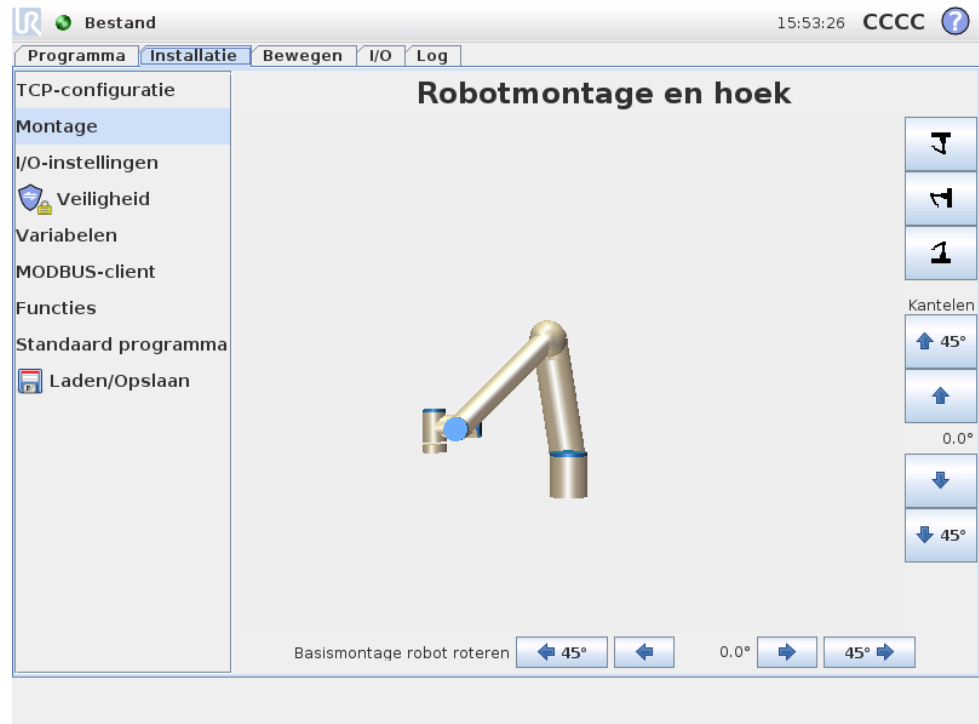 UR Bestand 15:53:26 CCCC ?
Programma Installatie Bewegen I/O Log
TCP-configuratie
Montage
I/O-instellingen
Veiligheid
Variabelen
MODBUS-client
Functies
Standaard programma
Laden/Opslaan
Robotmontage en hoek
Kantelen
45°
0.0°
45°
Basismontage robot roteren 45° 0.0° 45°